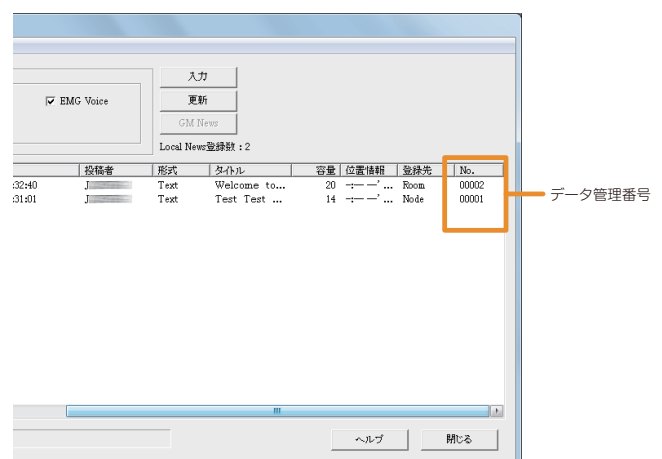 入力
EMG Voice
更新
GM News
Local News登録数：2
投稿者 形式 タイトル 容量 位置情報 登録先 No.
:32:40 J Text Welcome to... 20 -:-- --' ... Room 00002
:31:01 J Text Test Test ... 14 -:-- --' ... Node 00001
データ管理番号
ヘルプ 閉じる